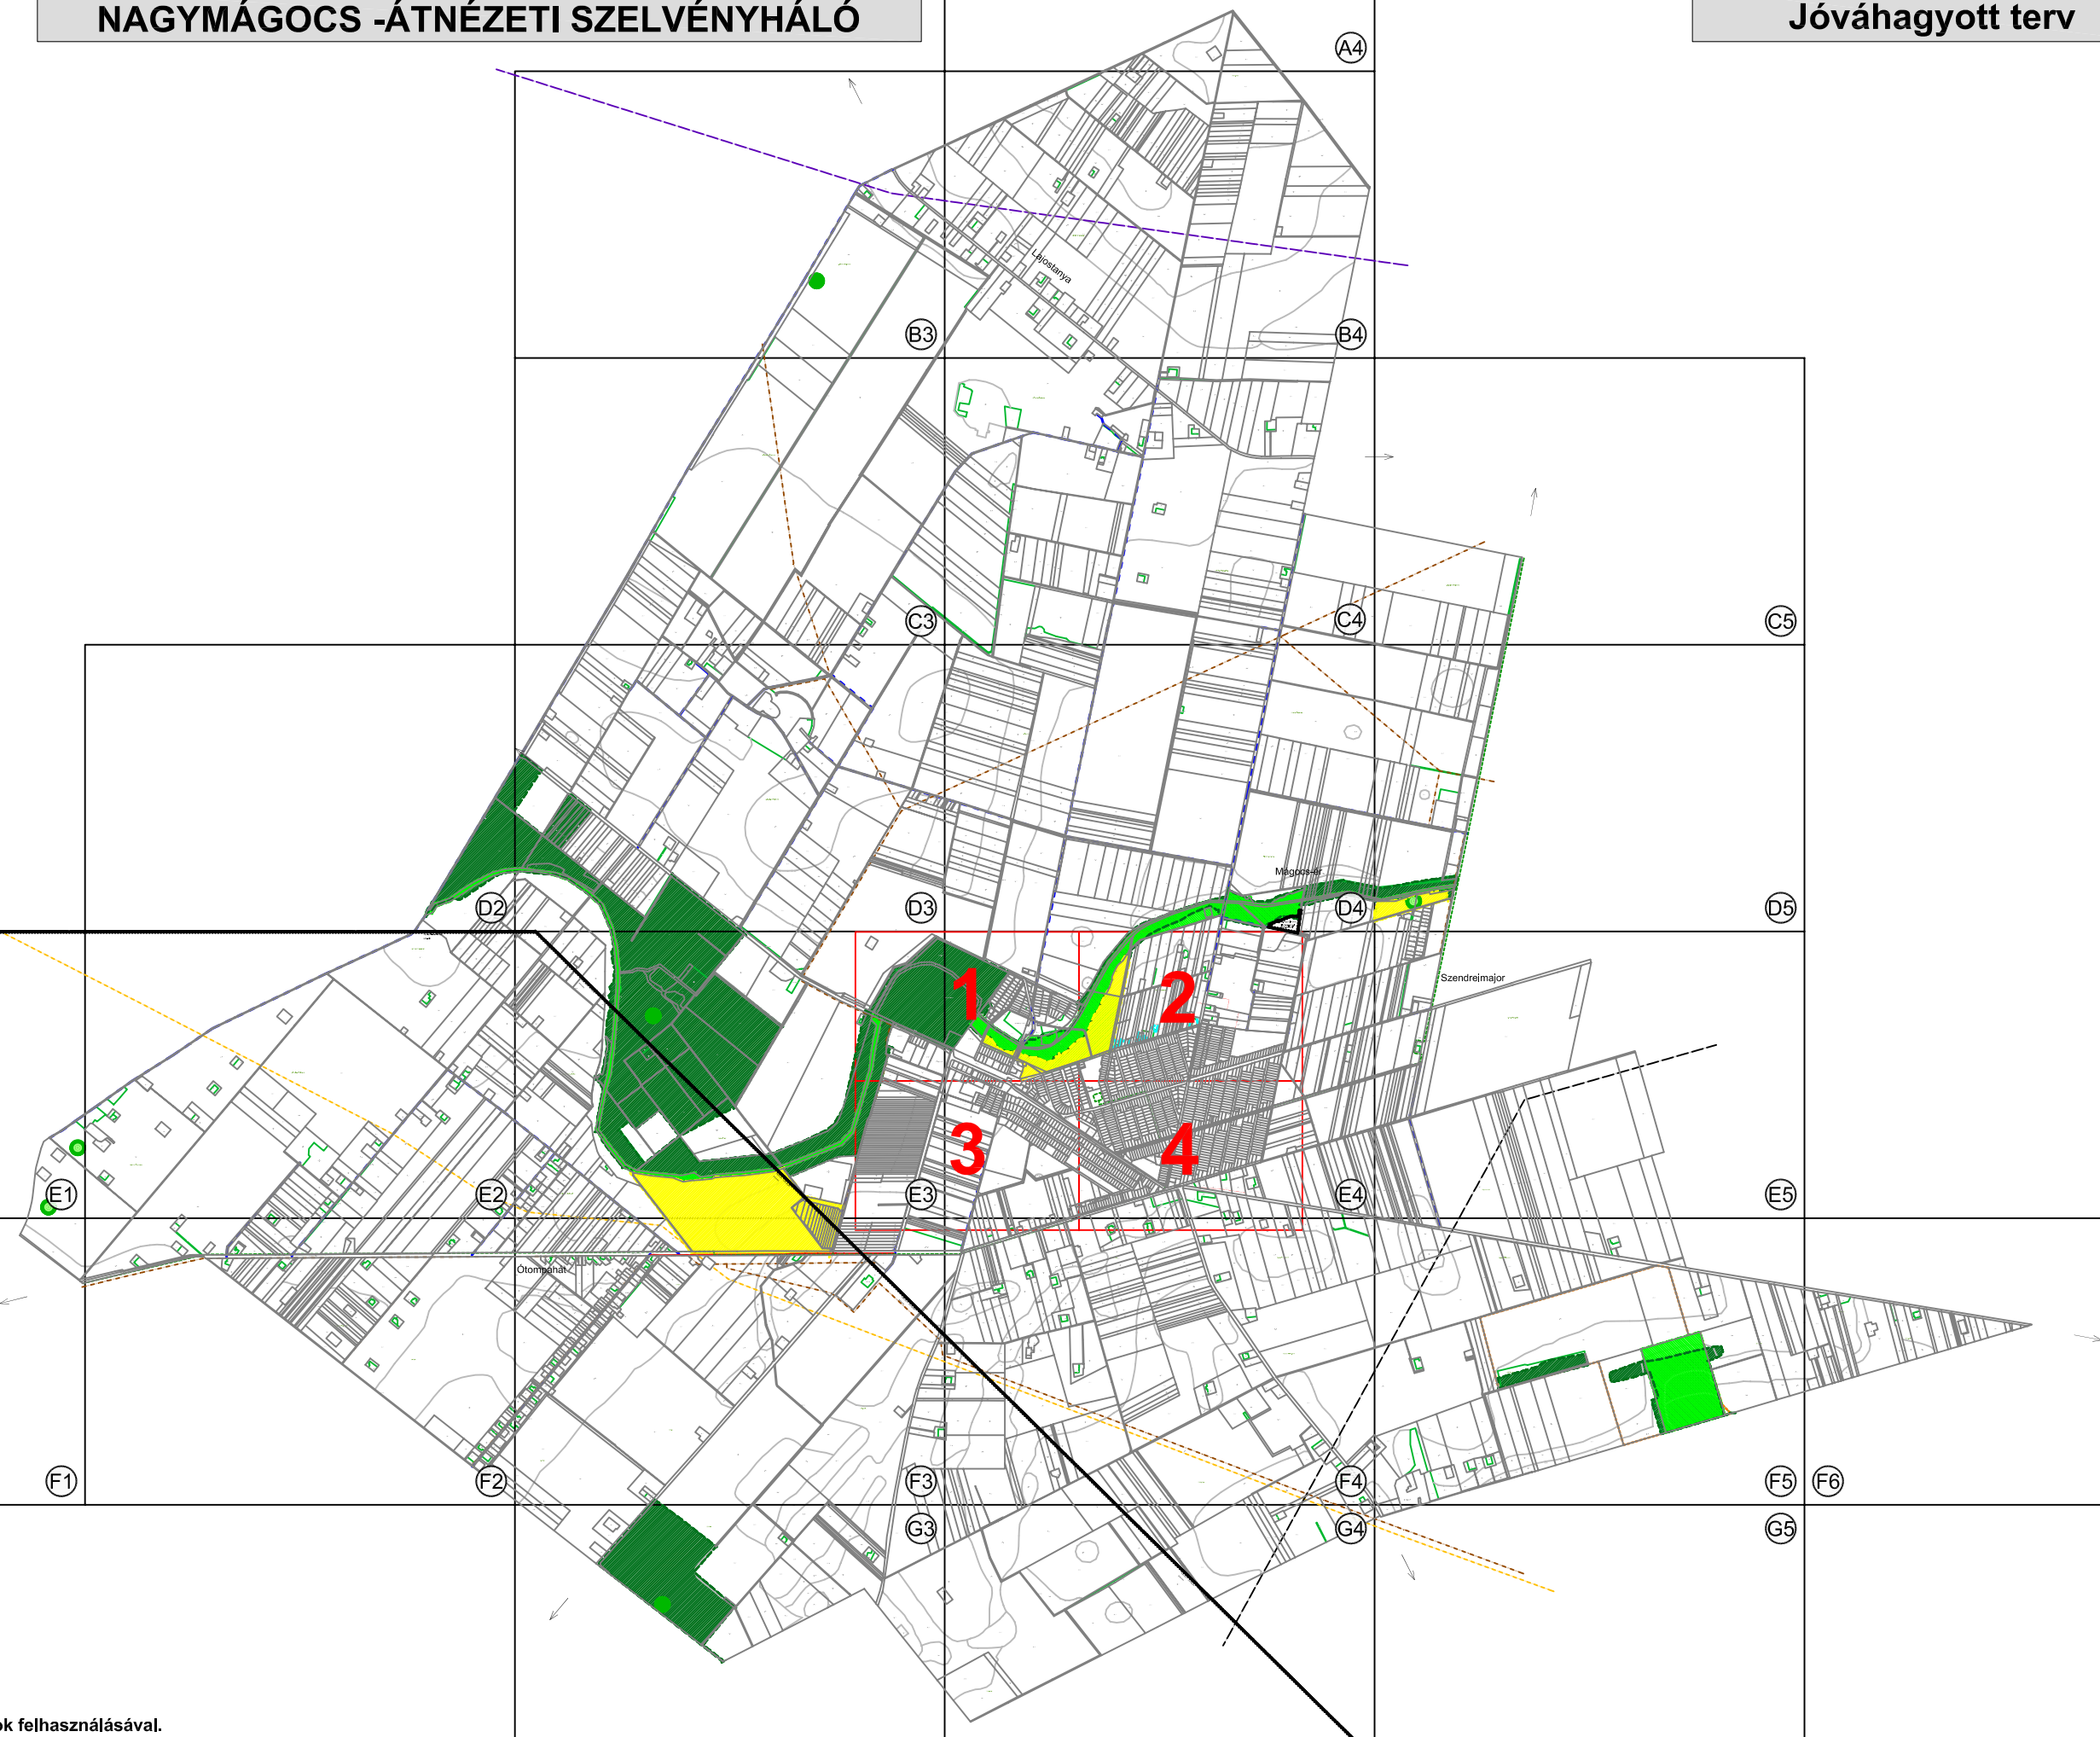 NAGYMÁGOCS -ÁTNÉZETI SZELVÉNYHÁLÓ
Jóváhagyott terv
A4
Lajostanya
B3
B4
C3
C4
C5
Mágocs-ér
D2
D3
D4
D5
Szendreimajor
1
2
3
4
E1
E2
E3
E4
E5
Ótompahát
F1
F2
F3
F4
F5
F6
G3
G4
G5
ok felhasználásával.